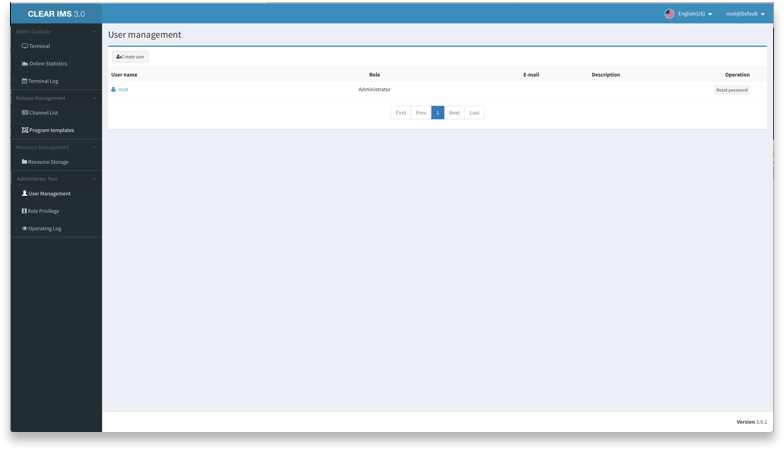 CLEAR IMS 3.0
English(US)
root@Default
Admin Console
Terminal
Online Statistics
Terminal Log
Release Management
Channel List
Program templates
Resource Management
Resource Storage
Administritor Tool
User Management
Role Privilege
Operating Log
User management
Create user
User name Role E-mail Description Operation
root Administrator Reset password
First Prev 1 Next Last
Version 3.0.1